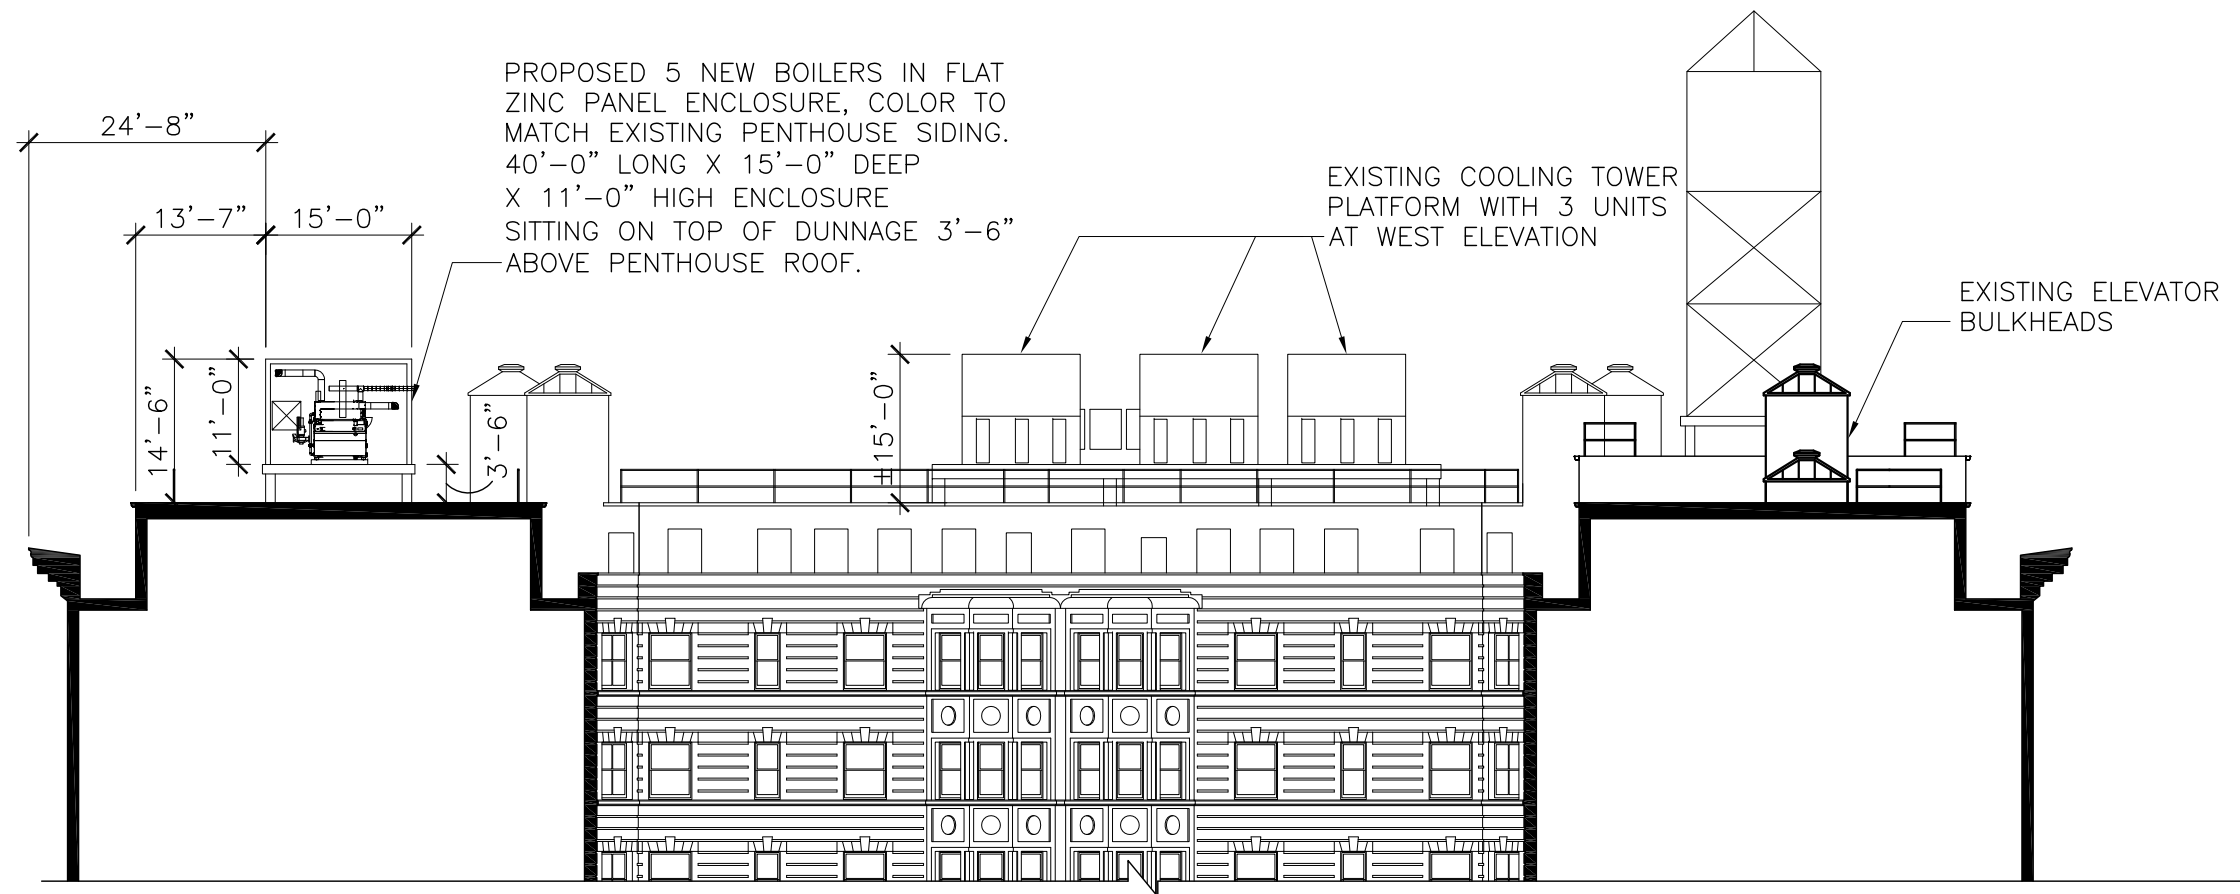 PROPOSED 5 NEW BOILERS IN FLAT
ZINC PANEL ENCLOSURE, COLOR TO
MATCH EXISTING PENTHOUSE SIDING.
40'-0" LONG X 15'-0" DEEP
X 11'-0" HIGH ENCLOSURE
SITTING ON TOP OF DUNNAGE 3'-6"
ABOVE PENTHOUSE ROOF.
24'-8"
13'-7"
15'-0"
14'-6"
11'-0"
3'-6"
±15'-0"
EXISTING COOLING TOWER
PLATFORM WITH 3 UNITS
AT WEST ELEVATION
EXISTING ELEVATOR
BULKHEADS